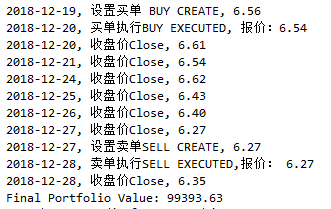 2018-12-19, 设置买单 BUY CREATE, 6.56
2018-12-20, 买单执行BUY EXECUTED, 报价：6.54
2018-12-20, 收盘价Close, 6.61
2018-12-21, 收盘价Close, 6.54
2018-12-24, 收盘价Close, 6.62
2018-12-25, 收盘价Close, 6.43
2018-12-26, 收盘价Close, 6.40
2018-12-27, 收盘价Close, 6.27
2018-12-27, 设置卖单SELL CREATE, 6.27
2018-12-28, 卖单执行SELL EXECUTED,报价： 6.27
2018-12-28, 收盘价Close, 6.35
Final Portfolio Value: 99393.63